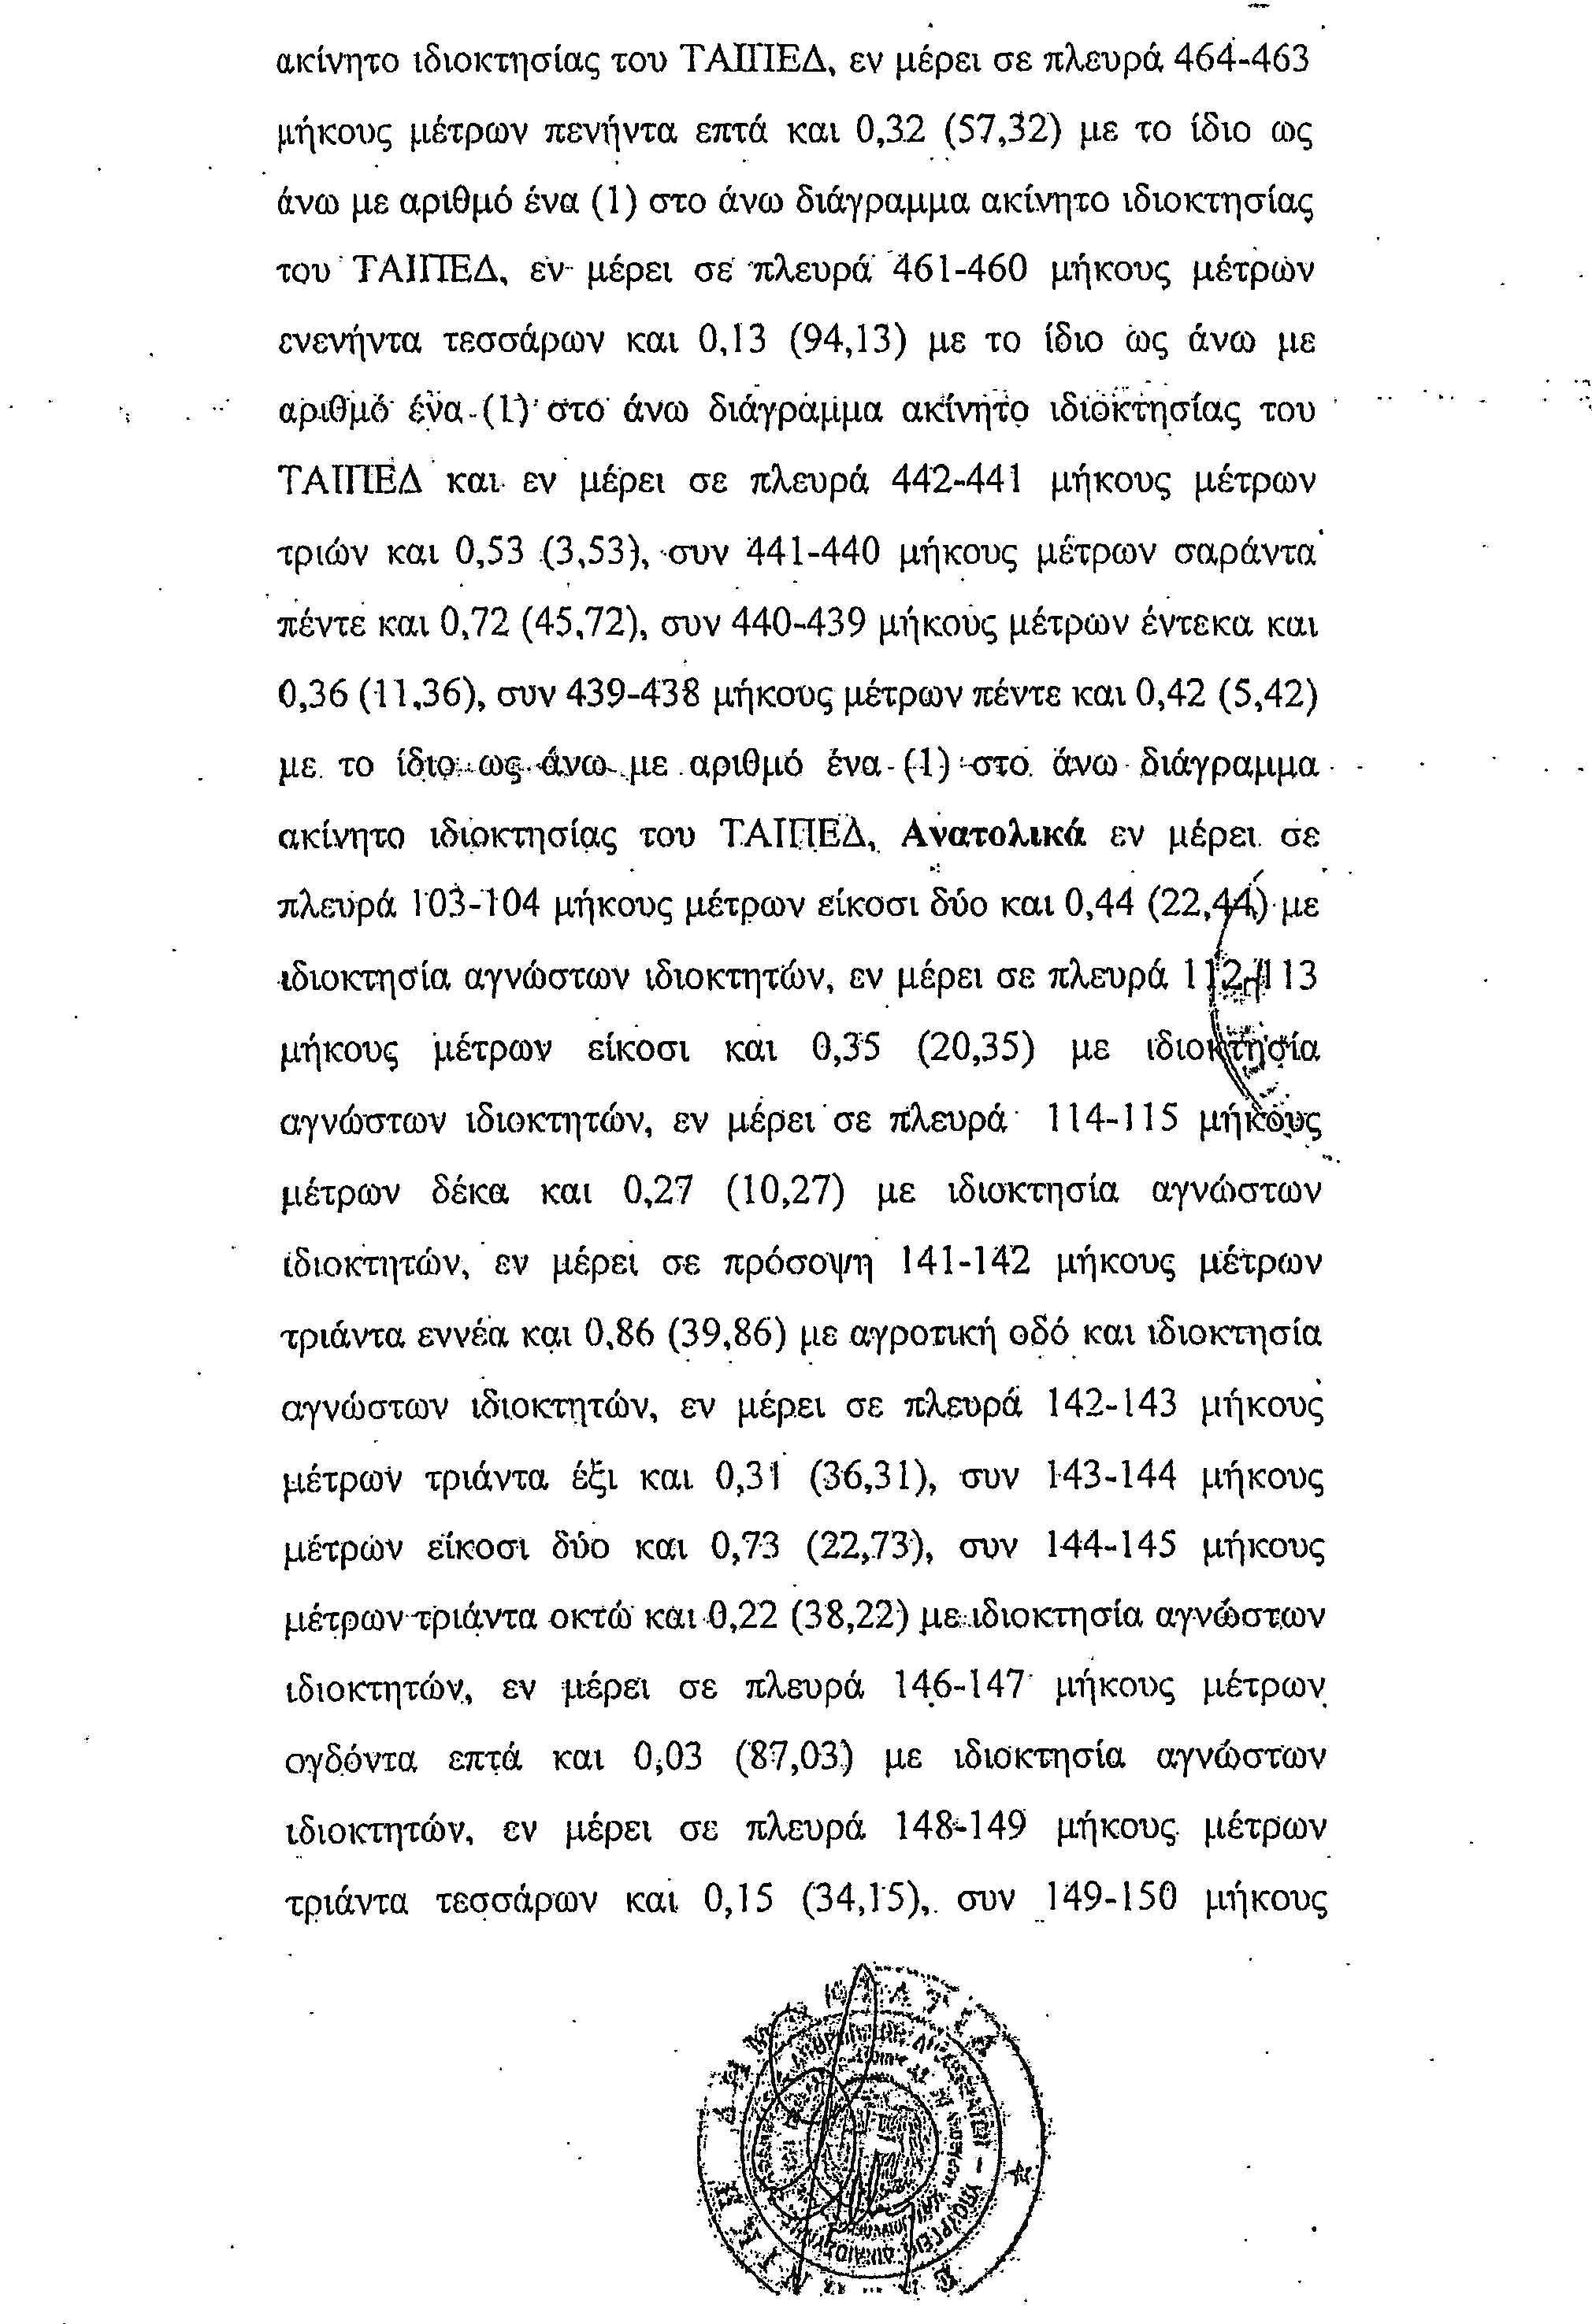 ακίνητο ιδιοκτησίας του ΤΑΙΠΕΔ, εν μέρει σε πλευρά 464-463
μήκους μέτρων πενήντα επτά και 0,32 (57,32) με το ίδιο ως
άνω με αριθμό ένα (1) στο άνω διάγραμμα ακίνητο ιδιοκτησίας
του ΤΑΙΠΕΔ, εν μέρει σε πλευρά 461-460 μήκους μέτρων
ενενήντα τεσσάρων και 0,13 (94,13) με το ίδιο ως άνω με
αριθμό ένα (1) στο άνω διάγραμμα ακίνητο ιδιοκτησίας του
ΤΑΙΠΕΔ και εν μέρει σε πλευρά 442-441 μήκους μέτρων
τριών και 0,53 (3,53), συν 441-440 μήκους μέτρων σαράντα
πέντε και 0,72 (45,72), συν 440-439 μήκους μέτρων έντεκα και
0,36 (11,36), συν 439-438 μήκους μέτρων πέντε και 0,42 (5,42)
με το ίδιο ως άνω με αριθμό ένα (1) στο άνω διάγραμμα
ακίνητο ιδιοκτησίας του ΤΑΙΠΕΔ, Ανατολικά εν μέρει σε
πλευρά 103-104 μήκους μέτρων είκοσι δύο και 0,44 (22,44) με
ιδιοκτησία αγνώστων ιδιοκτητών, εν μέρει σε πλευρά 112-113
μήκους μέτρων είκοσι και 0,35 (20,35) με ιδιοκτησία
αγνώστων ιδιοκτητών, εν μέρει σε πλευρά 114-115 μήκους
μέτρων δέκα και 0,27 (10,27) με ιδιοκτησία αγνώστων
ιδιοκτητών, εν μέρει σε πρόσοψη 141-142 μήκους μέτρων
τριάντα εννέα και 0,86 (39,86) με αγροτική οδό και ιδιοκτησία
αγνώστων ιδιοκτητών, εν μέρει σε πλευρά 142-143 μήκους
μέτρων τριάντα έξι και 0,31 (36,31), συν 143-144 μήκους
μέτρων είκοσι δύο και 0,73 (22,73), συν 144-145 μήκους
μέτρων τριάντα οκτώ και 0,22 (38,22) με ιδιοκτησία αγνώστων
ιδιοκτητών, εν μέρει σε πλευρά 146-147 μήκους μέτρων
ογδόντα επτά και 0,03 (87,03) με ιδιοκτησία αγνώστων
ιδιοκτητών, εν μέρει σε πλευρά 148-149 μήκους μέτρων
τριάντα τεσσάρων και 0,15 (34,15), συν 149-150 μήκους